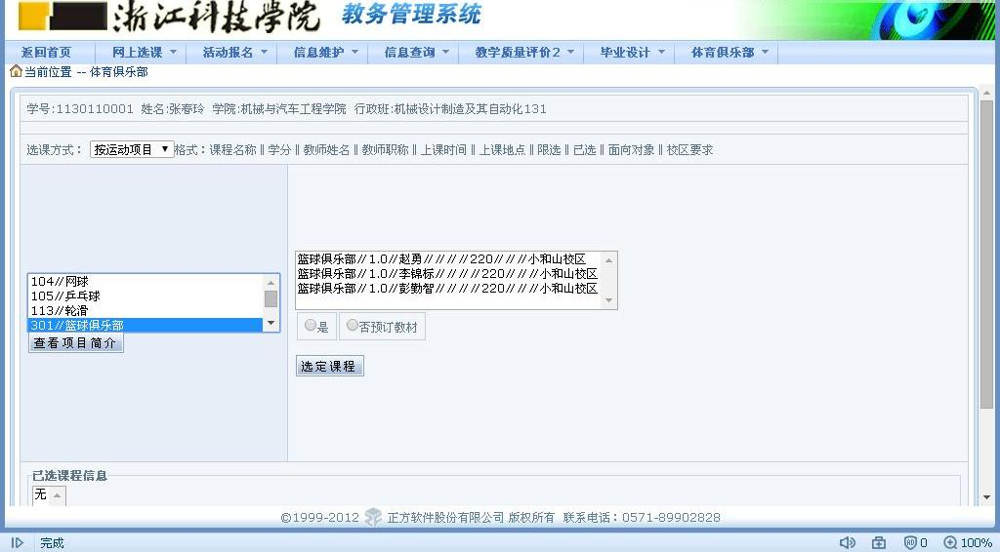 浙江科技学院 教务管理系统
返回首页 网上选课 活动报名 信息维护 信息查询 教学质量评价2 毕业设计 体育俱乐部
当前位置 -- 体育俱乐部
学号:1130110001 姓名:张春玲 学院:机械与汽车工程学院 行政班:机械设计制造及其自动化131
选课方式： 按运动项目 格式：课程名称‖学分‖教师姓名‖教师职称‖上课时间‖上课地点‖限选‖已选‖面向对象‖校区要求
篮球俱乐部∥1.0∥赵勇∥∥∥∥220∥∥∥小和山校区
篮球俱乐部∥1.0∥李锦标∥∥∥∥220∥∥∥小和山校区
篮球俱乐部∥1.0∥彭勤智∥∥∥∥220∥∥∥小和山校区
104∥网球
105∥乒乓球
113∥轮滑
301∥篮球俱乐部
是 否预订教材
查看项目简介
选定课程
已选课程信息
无
©1999-2012 正方软件股份有限公司 版权所有 联系电话：0571-89902828
完成 0 100%